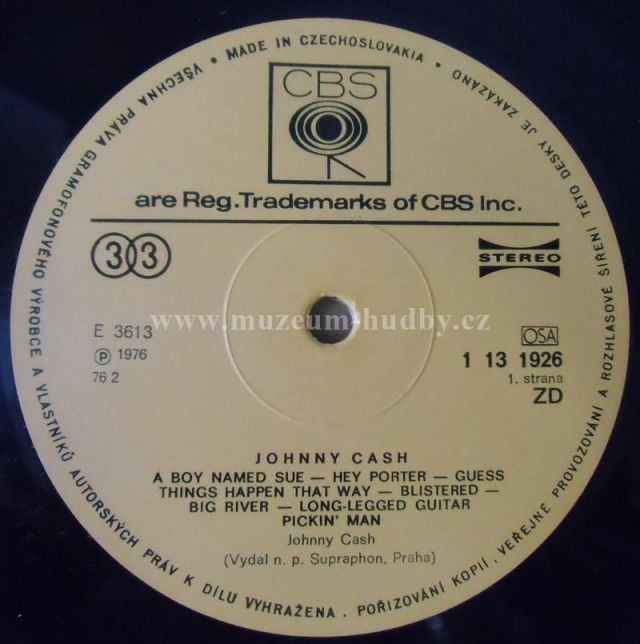 VŠECHNA PRÁVA GRAMOFONOVÉHO VÝROBCE A VLASTNÍKŮ AUTORSKÝCH PRÁV K DÍLU VYHRAŽENA . POŘIZOVÁNÍ KOPIÍ , VEŘEJNÉ PROVOZOVÁNÍ A ROZHLASOVÉ ŠÍŘENÍ TÉTO DESKY JE ZAKÁZÁNO
• MADE IN CZECHOSLOVAKIA •
CBS
are Reg.Trademarks of CBS Inc.
33
STEREO
www.muzeum-hudby.cz
E 3613
Ⓟ 1976
76 2
OSA
1 13 1926
1. strana
ZD
JOHNNY CASH
A BOY NAMED SUE — HEY PORTER — GUESS
THINGS HAPPEN THAT WAY — BLISTERED —
BIG RIVER — LONG-LEGGED GUITAR
PICKIN' MAN
Johnny Cash
(Vydal n. p. Supraphon, Praha)